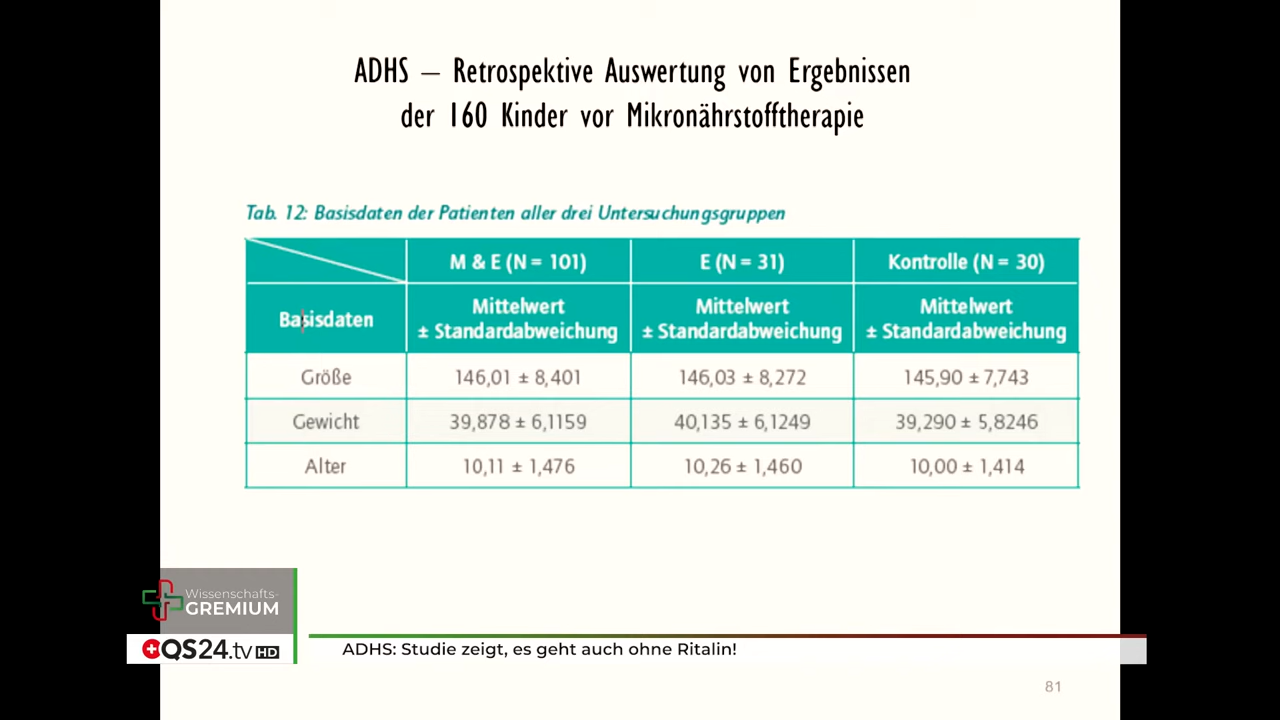 ADHS – Retrospektive Auswertung von Ergebnissen
der 160 Kinder vor Mikronährstofftherapie
Tab. 12: Basisdaten der Patienten aller drei Untersuchungsgruppen
M & E (N = 101) E (N = 31) Kontrolle (N = 30)
Basisdaten Mittelwert ± Standardabweichung Mittelwert ± Standardabweichung Mittelwert ± Standardabweichung
Größe 146,01 ± 8,401 146,03 ± 8,272 145,90 ± 7,743
Gewicht 39,878 ± 6,1159 40,135 ± 6,1249 39,290 ± 5,8246
Alter 10,11 ± 1,476 10,26 ± 1,460 10,00 ± 1,414
Wissenschafts-
GREMIUM
QS24.tv HD
ADHS: Studie zeigt, es geht auch ohne Ritalin!
81